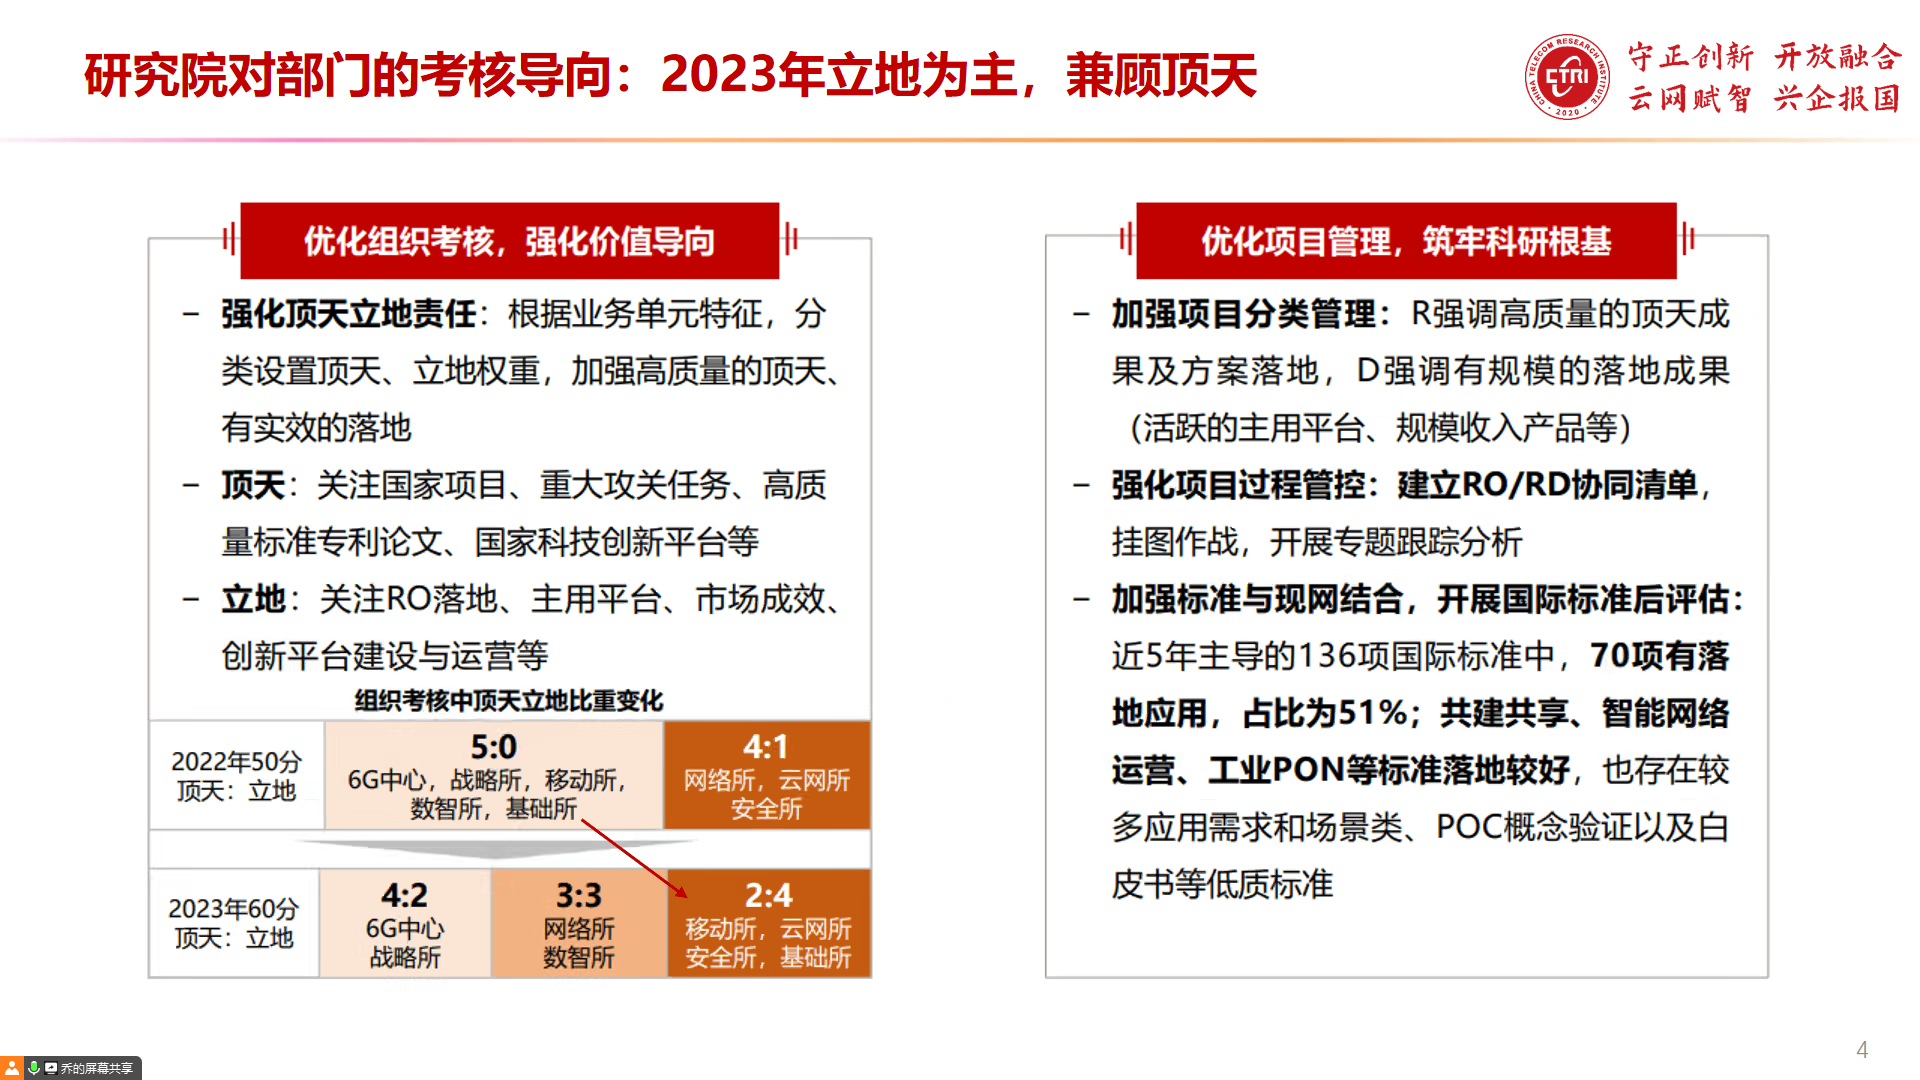 研究院对部门的考核导向：2023年立地为主，兼顾顶天
CHINA TELECOM RESEARCH INSTITUTE
CTRI
2020
守正创新 开放融合
云网赋智 兴企报国
优化组织考核，强化价值导向
– 强化顶天立地责任：根据业务单元特征，分
类设置顶天、立地权重，加强高质量的顶天、
有实效的落地
– 顶天：关注国家项目、重大攻关任务、高质
量标准专利论文、国家科技创新平台等
– 立地：关注RO落地、主用平台、市场成效、
创新平台建设与运营等
组织考核中顶天立地比重变化
2022年50分
顶天：立地
5:0
6G中心，战略所，移动所，
数智所，基础所
4:1
网络所，云网所
安全所
2023年60分
顶天：立地
4:2
6G中心
战略所
3:3
网络所
数智所
2:4
移动所，云网所
安全所，基础所
优化项目管理，筑牢科研根基
– 加强项目分类管理：R强调高质量的顶天成
果及方案落地，D强调有规模的落地成果
（活跃的主用平台、规模收入产品等）
– 强化项目过程管控：建立RO/RD协同清单，
挂图作战，开展专题跟踪分析
– 加强标准与现网结合，开展国际标准后评估：
近5年主导的136项国际标准中，70项有落
地应用，占比为51%；共建共享、智能网络
运营、工业PON等标准落地较好，也存在较
多应用需求和场景类、POC概念验证以及白
皮书等低质标准
4
乔的屏幕共享